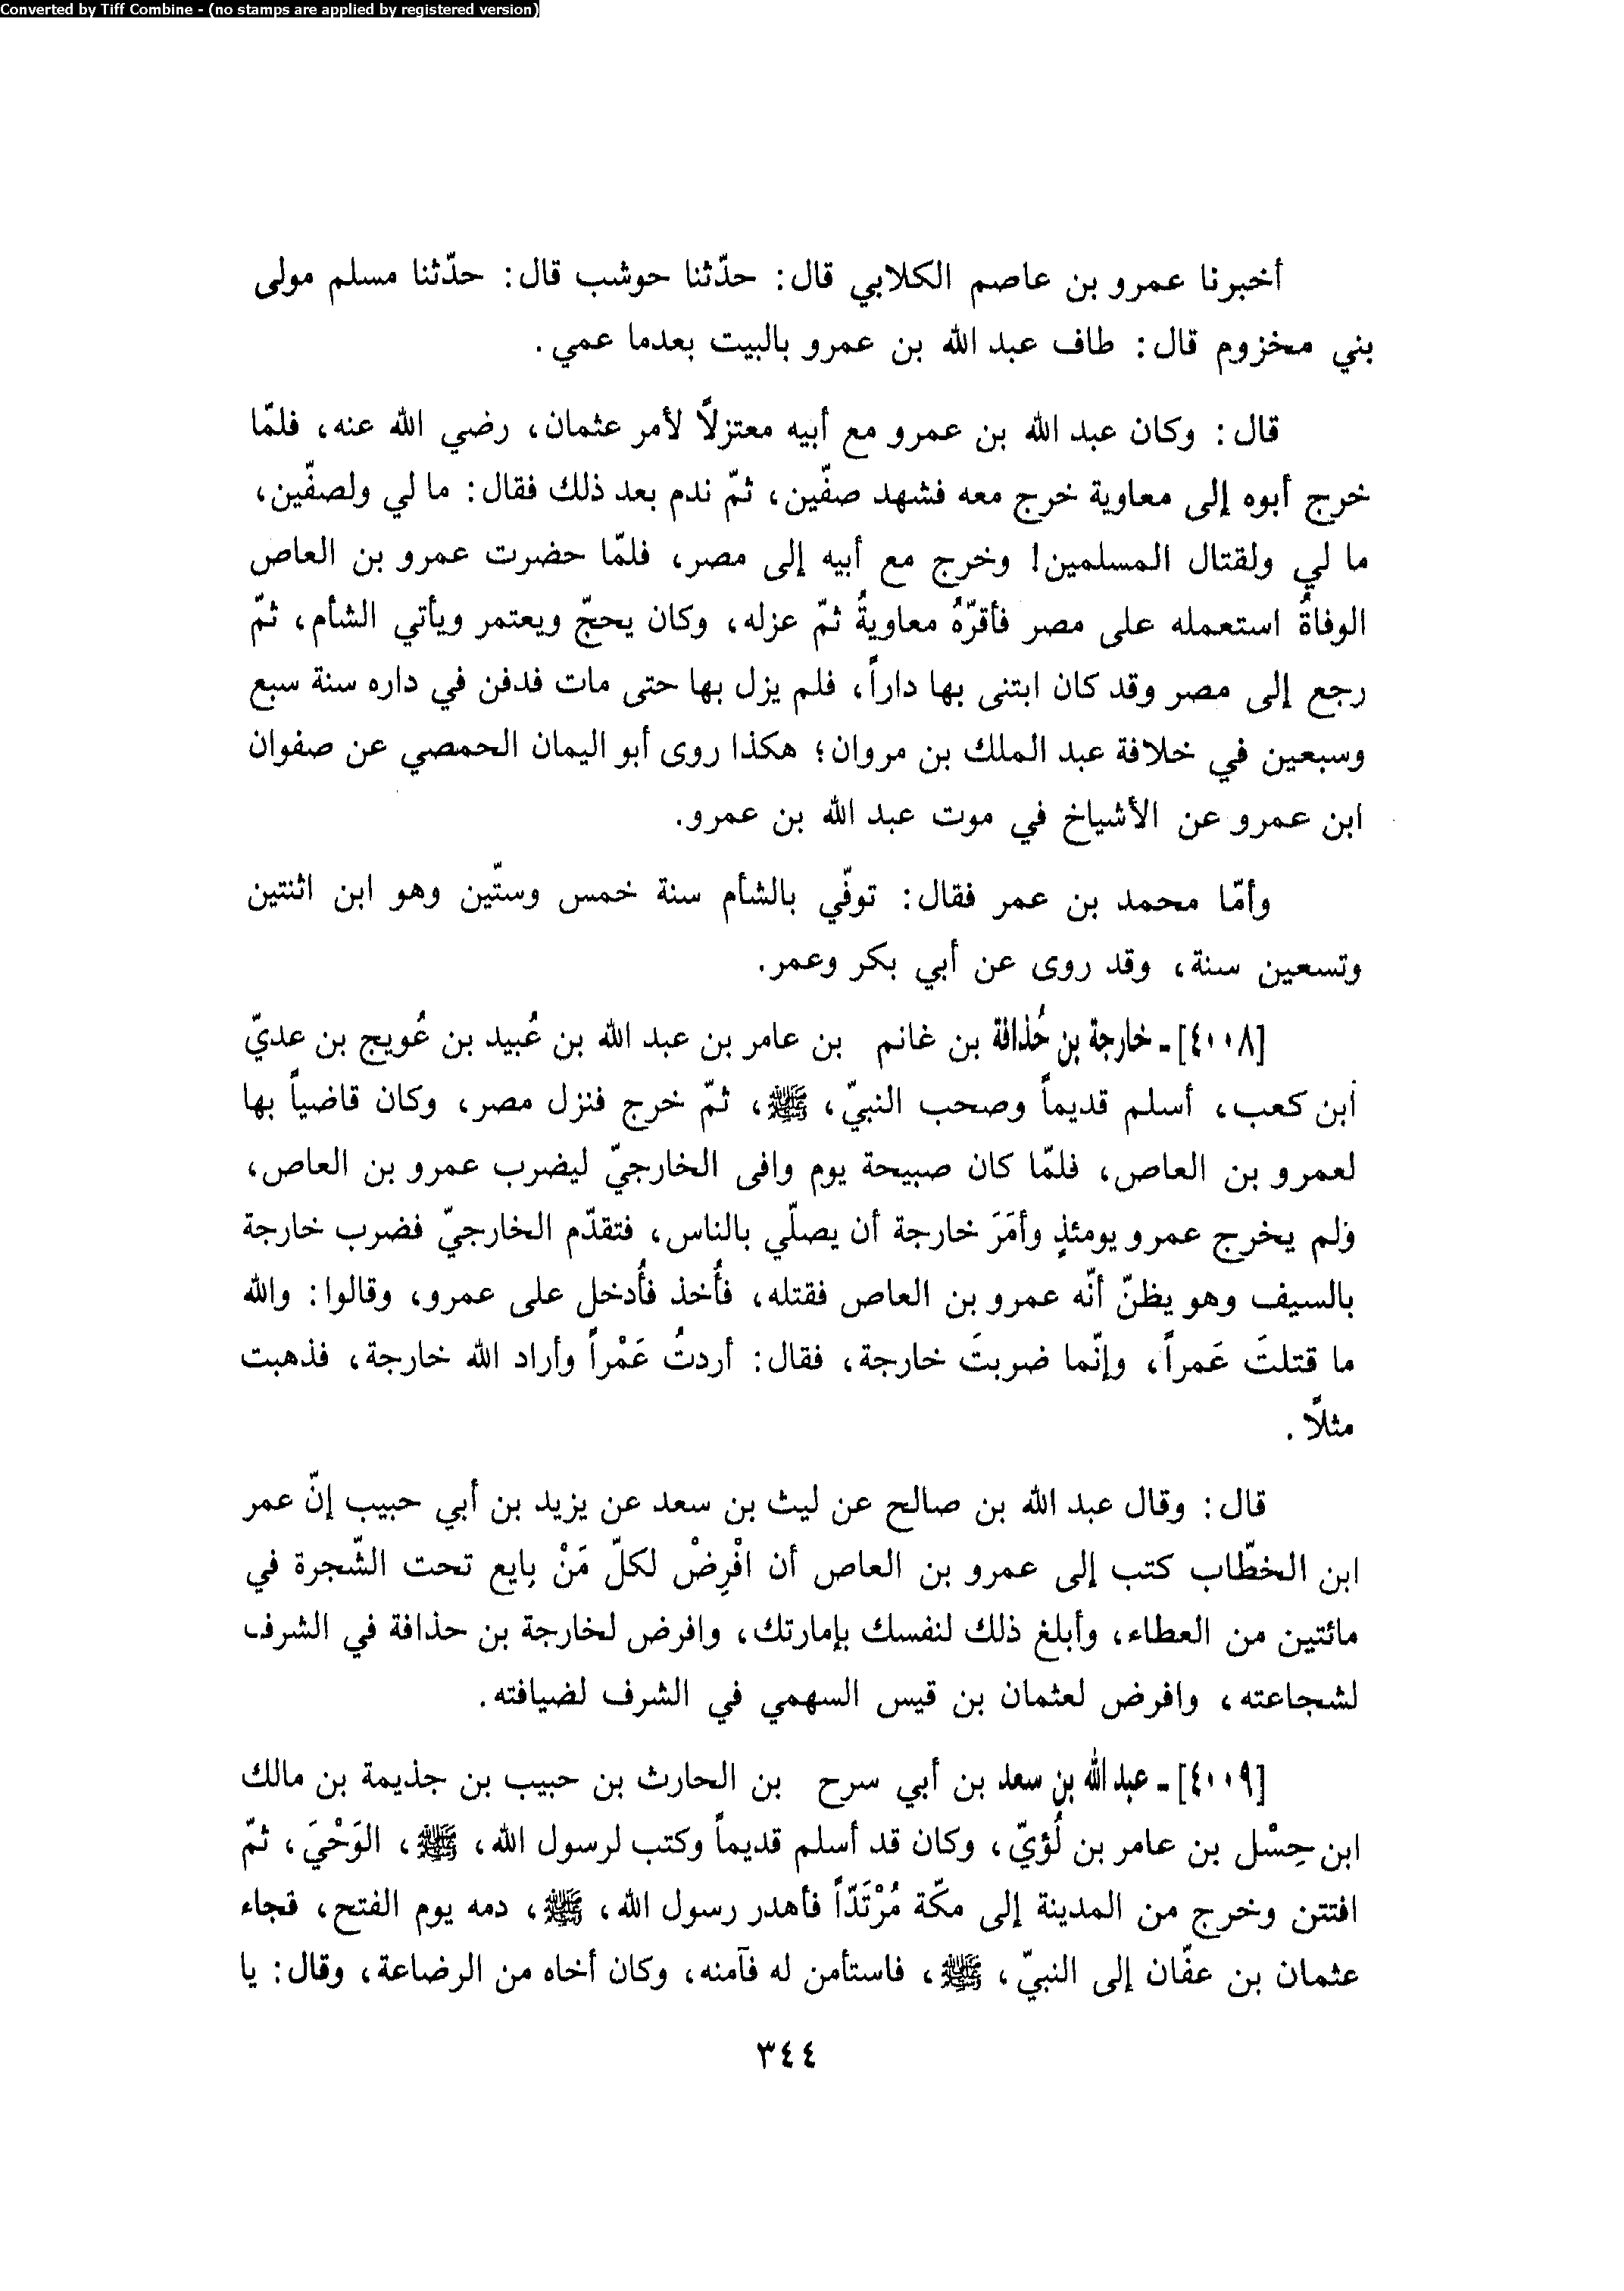 Converted by Tiff Combine - (no stamps are applied by registered version)
أخبرنا عمرو بن عاصم الكلابي قال: حدّثنا حوشب قال: حدّثنا مسلم مولى
بني مخزوم قال: طاف عبد الله بن عمرو بالبيت بعدما عمي.
قال: وكان عبد الله بن عمرو مع أبيه معتزلاً لأمر عثمان، رضي الله عنه، فلمّا
خرج أبوه إلى معاوية خرج معه فشهد صفّين، ثمّ ندم بعد ذلك فقال: ما لي ولصفّين،
ما لي ولقتال المسلمين! وخرج مع أبيه إلى مصر، فلمّا حضرت عمرو بن العاص
الوفاةُ استعمله على مصر فأقرّهُ معاويةُ ثمّ عزله، وكان يحجّ ويعتمر ويأتي الشأم، ثمّ
رجع إلى مصر وقد كان ابتنى بها داراً، فلم يزل بها حتى مات فدفن في داره سنة سبع
وسبعين في خلافة عبد الملك بن مروان؛ هكذا روى أبو اليمان الحمصي عن صفوان
ابن عمرو عن الأشياخ في موت عبد الله بن عمرو.
وأمّا محمد بن عمر فقال: توفّي بالشأم سنة خمس وستّين وهو ابن اثنتين
وتسعين سنة، وقد روى عن أبي بكر وعمر.
[٤٠٠٨] - خارجة بن حُذافة بن غانم بن عامر بن عبد الله بن عُبيد بن عُويج بن عديّ
أبن كعب، أسلم قديماً وصحب النبيّ، ﷺ، ثمّ خرج فنزل مصر، وكان قاضياً بها
لعمرو بن العاص، فلمّا كان صبيحة يوم وافى الخارجيّ ليضرب عمرو بن العاص،
ولم يخرج عمرو يومئذٍ وأمَرَ خارجة أن يصلّي بالناس، فتقدّم الخارجيّ فضرب خارجة
بالسيف وهو يظنّ أنّه عمرو بن العاص فقتله، فأُخذ فأُدخل على عمرو، وقالوا: والله
ما قتلتَ عَمراً، وإنّما ضربتَ خارجة، فقال: أردتُ عَمْراً وأراد الله خارجة، فذهبت
مثلاً.
قال: وقال عبد الله بن صالح عن ليث بن سعد عن يزيد بن أبي حبيب إنّ عمر
ابن الخطّاب كتب إلى عمرو بن العاص أن افْرِضْ لكلّ مَنْ بايع تحت الشّجرة في
مائتين من العطاء، وأبلغ ذلك لنفسك بإمارتك، وافرض لخارجة بن حذافة في الشرف
لشجاعته، وافرض لعثمان بن قيس السهمي في الشرف لضيافته.
[٤٠٠٩] - عبد الله بن سعد بن أبي سرح بن الحارث بن حبيب بن جذيمة بن مالك
ابن حِسْل بن عامر بن لُؤيّ، وكان قد أسلم قديماً وكتب لرسول الله، ﷺ، الوَحْيَ، ثمّ
افتتن وخرج من المدينة إلى مكّة مُرْتَدّاً فأهدر رسول الله، ﷺ، دمه يوم الفتح، فجاء
عثمان بن عفّان إلى النبيّ، ﷺ، فاستأمن له فآمنه، وكان أخاه من الرضاعة، وقال: يا
٣٤٤